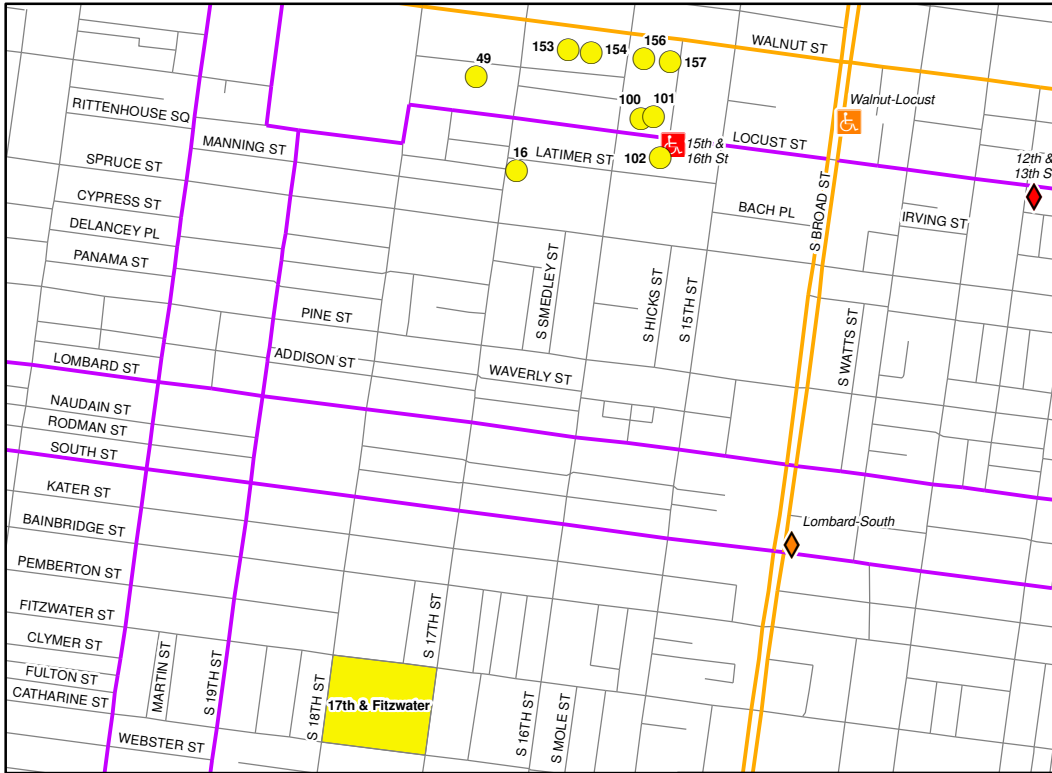 WALNUT ST
153
154
156
157
49
RITTENHOUSE SQ
100
101
Walnut-Locust
MANNING ST
LOCUST ST
15th &
16th St
SPRUCE ST
16
LATIMER ST
102
12th &
13th S
CYPRESS ST
BACH PL
IRVING ST
DELANCEY PL
S BROAD ST
PANAMA ST
S SMEDLEY ST
S HICKS ST
S 15TH ST
PINE ST
S WATTS ST
ADDISON ST
LOMBARD ST
WAVERLY ST
NAUDAIN ST
RODMAN ST
SOUTH ST
KATER ST
BAINBRIDGE ST
Lombard-South
PEMBERTON ST
FITZWATER ST
S 17TH ST
CLYMER ST
FULTON ST
MARTIN ST
S 19TH ST
S 18TH ST
17th & Fitzwater
CATHARINE ST
S 16TH ST
S MOLE ST
WEBSTER ST